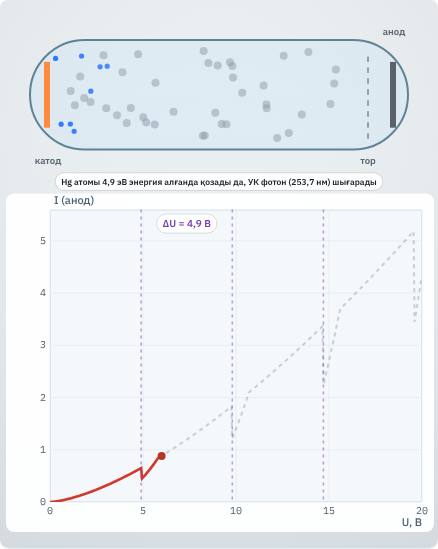 анод
катод
тор
Hg атомы 4,9 эВ энергия алғанда қозады да, УК фотон (253,7 нм) шығарады
I (анод)
ΔU = 4,9 В
5
4
3
2
1
0
0 5 10 15 20
U, В